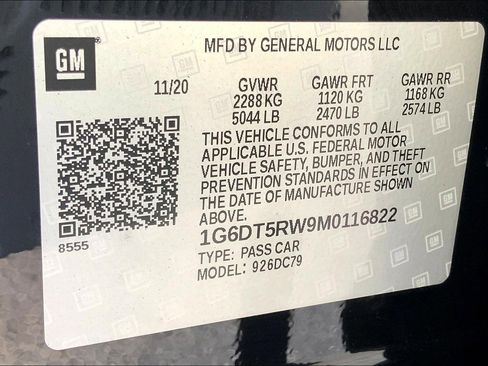 GM
MFD BY GENERAL MOTORS LLC
11/20 GVWR GAWR FRT GAWR RR
2288 KG 1120 KG 1168 KG
5044 LB 2470 LB 2574 LB
THIS VEHICLE CONFORMS TO ALL
APPLICABLE U.S. FEDERAL MOTOR
VEHICLE SAFETY, BUMPER, AND THEFT
PREVENTION STANDARDS IN EFFECT ON
THE DATE OF MANUFACTURE SHOWN
ABOVE.
8555
1G6DT5RW9M0116822
TYPE: PASS CAR
MODEL: 926DC79